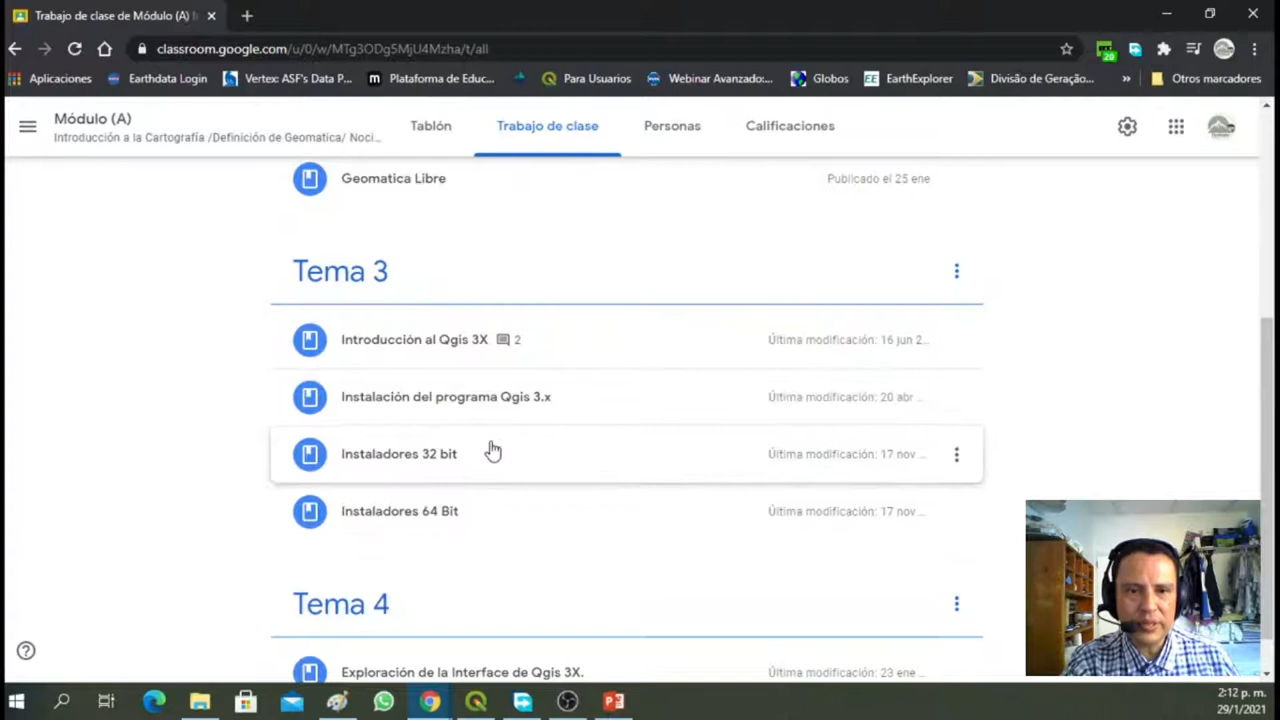 Trabajo de clase de Módulo (A) I
classroom.google.com/u/0/w/MTg3ODg5MjU4Mzha/t/all
Aplicaciones
Earthdata Login
Vertex: ASF's Data P...
Plataforma de Educ...
Para Usuarios
Webinar Avanzado:...
Globos
EarthExplorer
Divisão de Geração...
»
Otros marcadores
Módulo (A)
Introducción a la Cartografía /Definición de Geomatica/ Noci...
Tablón
Trabajo de clase
Personas
Calificaciones
Geomatica Libre
Publicado el 25 ene
Tema 3
Introducción al Qgis 3X 2
Última modificación: 16 jun 2...
Instalación del programa Qgis 3.x
Última modificación: 20 abr ...
Instaladores 32 bit
Última modificación: 17 nov ...
Instaladores 64 Bit
Última modificación: 17 nov ...
Tema 4
Exploración de la Interface de Qgis 3X.
Última modificación: 23 ene ...
2:12 p. m.
29/1/2021